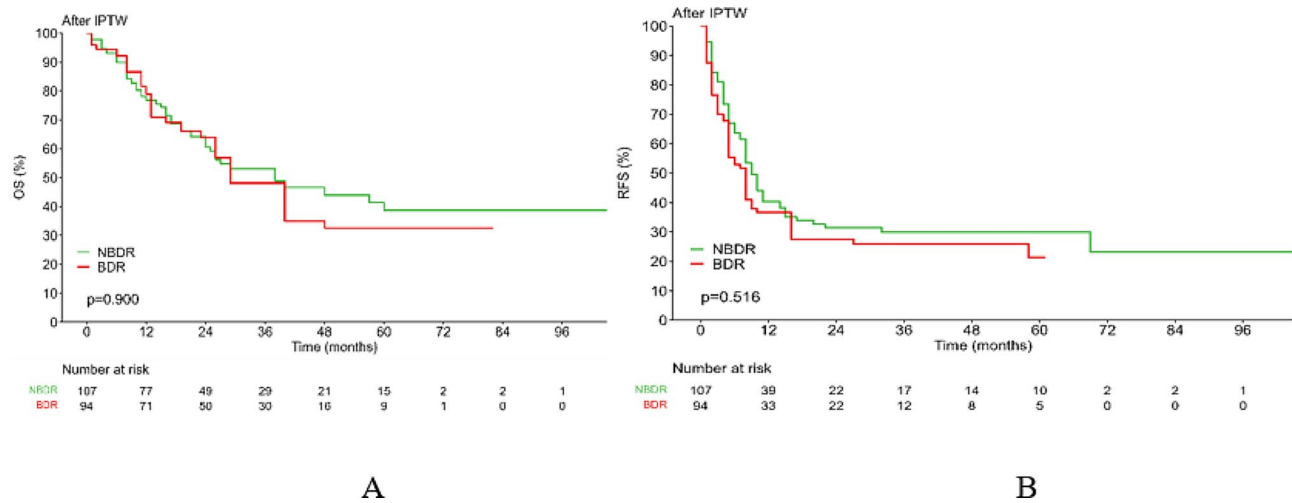 After IPTW
100
90
80
70
60
50
40
30
20
10
0
OS (%)
NBDR
BDR
p=0.900
0 12 24 36 48 60 72 84 96
Time (months)
Number at risk
NBDR 107 77 49 29 21 15 2 2 1
BDR 94 71 50 30 16 9 1 0 0
A
After IPTW
100
90
80
70
60
50
40
30
20
10
0
RFS (%)
NBDR
BDR
p=0.516
0 12 24 36 48 60 72 84 96
Time (months)
Number at risk
NBDR 107 39 22 17 14 10 2 2 1
BDR 94 33 22 12 8 5 0 0 0
B